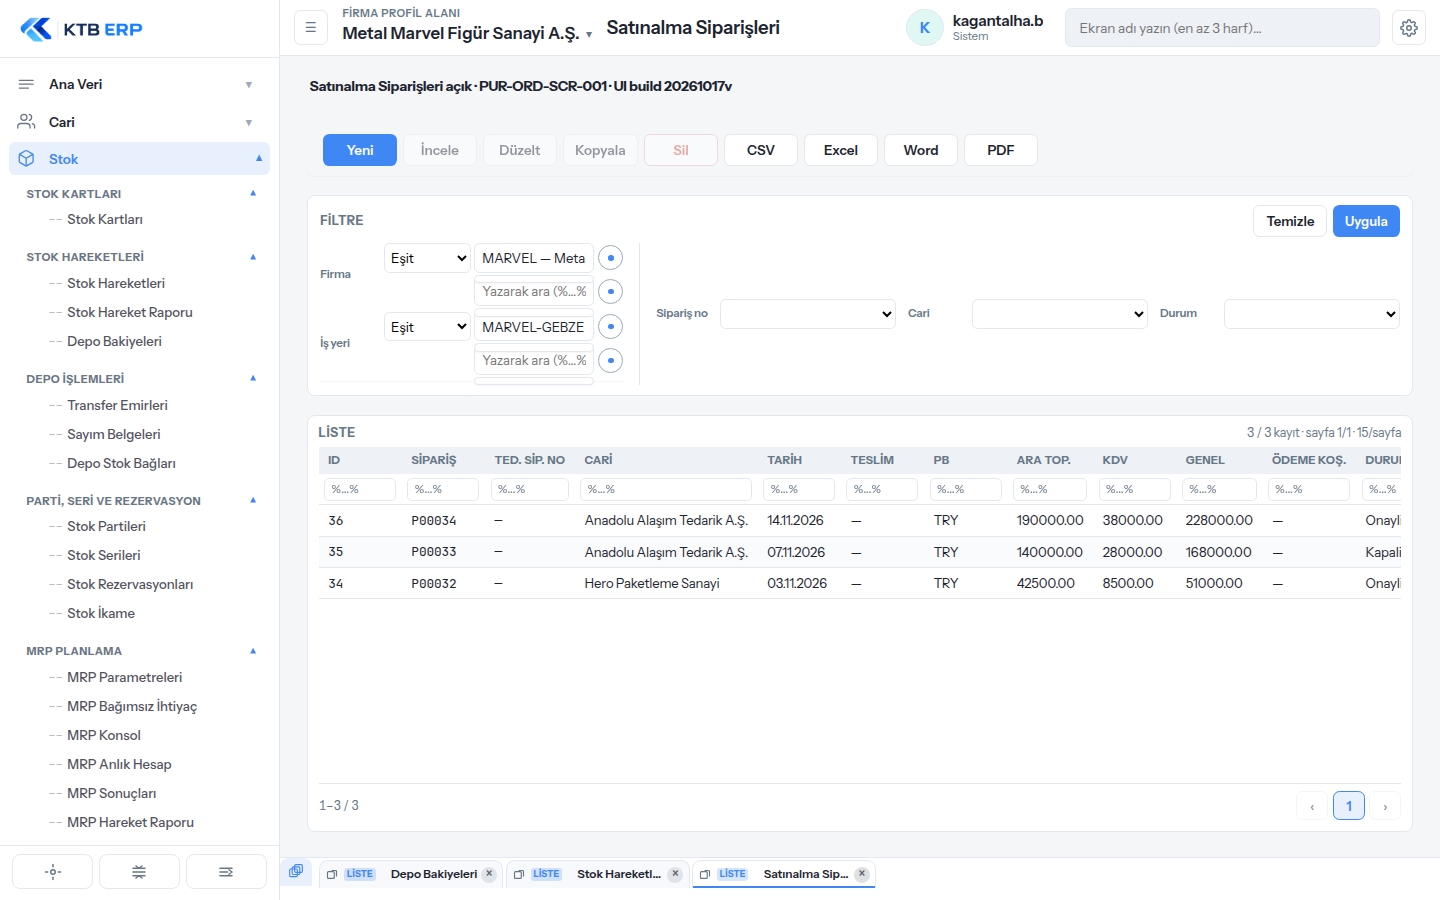 KTB ERP
FİRMA PROFİL ALANI
Metal Marvel Figür Sanayi A.Ş. ▾
Satınalma Siparişleri
K
kagantalha.b
Sistem
Ekran adı yazın (en az 3 harf)...
Ana Veri
Cari
Stok
STOK KARTLARI
Stok Kartları
STOK HAREKETLERİ
Stok Hareketleri
Stok Hareket Raporu
Depo Bakiyeleri
DEPO İŞLEMLERİ
Transfer Emirleri
Sayım Belgeleri
Depo Stok Bağları
PARTİ, SERİ VE REZERVASYON
Stok Partileri
Stok Serileri
Stok Rezervasyonları
Stok İkame
MRP PLANLAMA
MRP Parametreleri
MRP Bağımsız İhtiyaç
MRP Konsol
MRP Anlık Hesap
MRP Sonuçları
MRP Hareket Raporu
Satınalma Siparişleri açık · PUR-ORD-SCR-001 · UI build 20261017v
Yeni İncele Düzelt Kopyala Sil CSV Excel Word PDF
FİLTRE
Temizle Uygula
Firma Eşit MARVEL — Meta
Yazarak ara (%...%
İş yeri Eşit MARVEL-GEBZE
Yazarak ara (%...%
Sipariş no Cari Durum
LİSTE
3 / 3 kayıt · sayfa 1/1 · 15/sayfa
ID SİPARİŞ TED. SİP. NO CARİ TARİH TESLİM PB ARA TOP. KDV GENEL ÖDEME KOŞ. DURU
%...% %...% %...% %...% %...% %...% %...% %...% %...% %...% %...% %...%
36 P00034 — Anadolu Alaşım Tedarik A.Ş. 14.11.2026 — TRY 190000.00 38000.00 228000.00 — Onayli
35 P00033 — Anadolu Alaşım Tedarik A.Ş. 07.11.2026 — TRY 140000.00 28000.00 168000.00 — Kapali
34 P00032 — Hero Paketleme Sanayi 03.11.2026 — TRY 42500.00 8500.00 51000.00 — Onayli
1–3 / 3
‹ 1 ›
LİSTE Depo Bakiyeleri ×
LİSTE Stok Hareketl... ×
LİSTE Satınalma Sip... ×